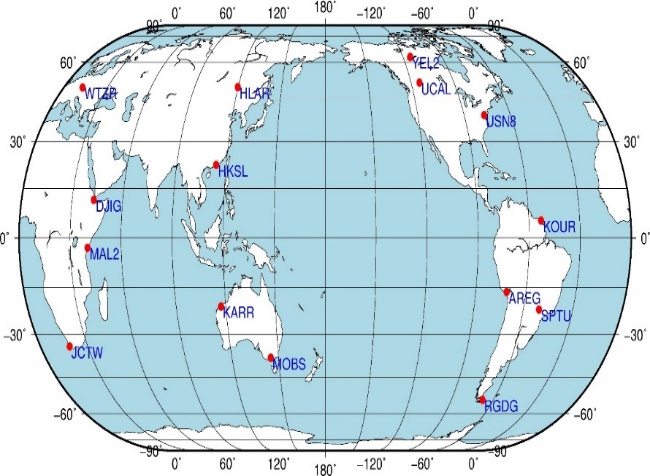 0° 60° 120° 180° -120° -60° 0°
90° -90°
60° 60°
YEL2
WTZR HLAR UCAL
USN8
30° 30°
HKSL
DJIG
KOUR
0° 0°
MAL2
AREG
KARR SPTU
-30° -30°
JCTW
MOBS
RGDG
-60° -60°
-90° -90°
0° 60° 120° 180° -120° -60° 0°